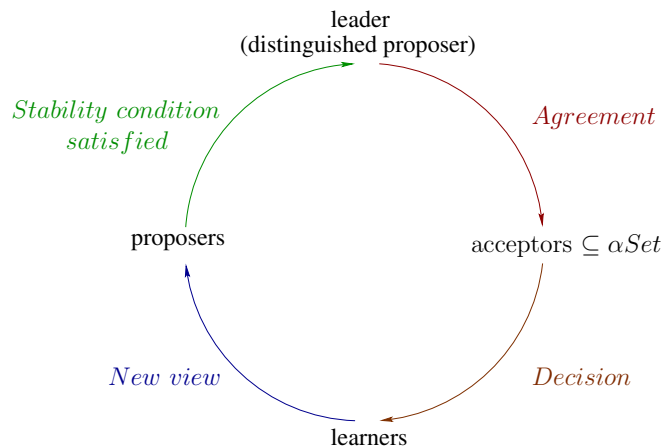 leader
(distinguished proposer)
Stability condition
satisfied
Agreement
proposers
acceptors ⊆ αSet
New view
Decision
learners